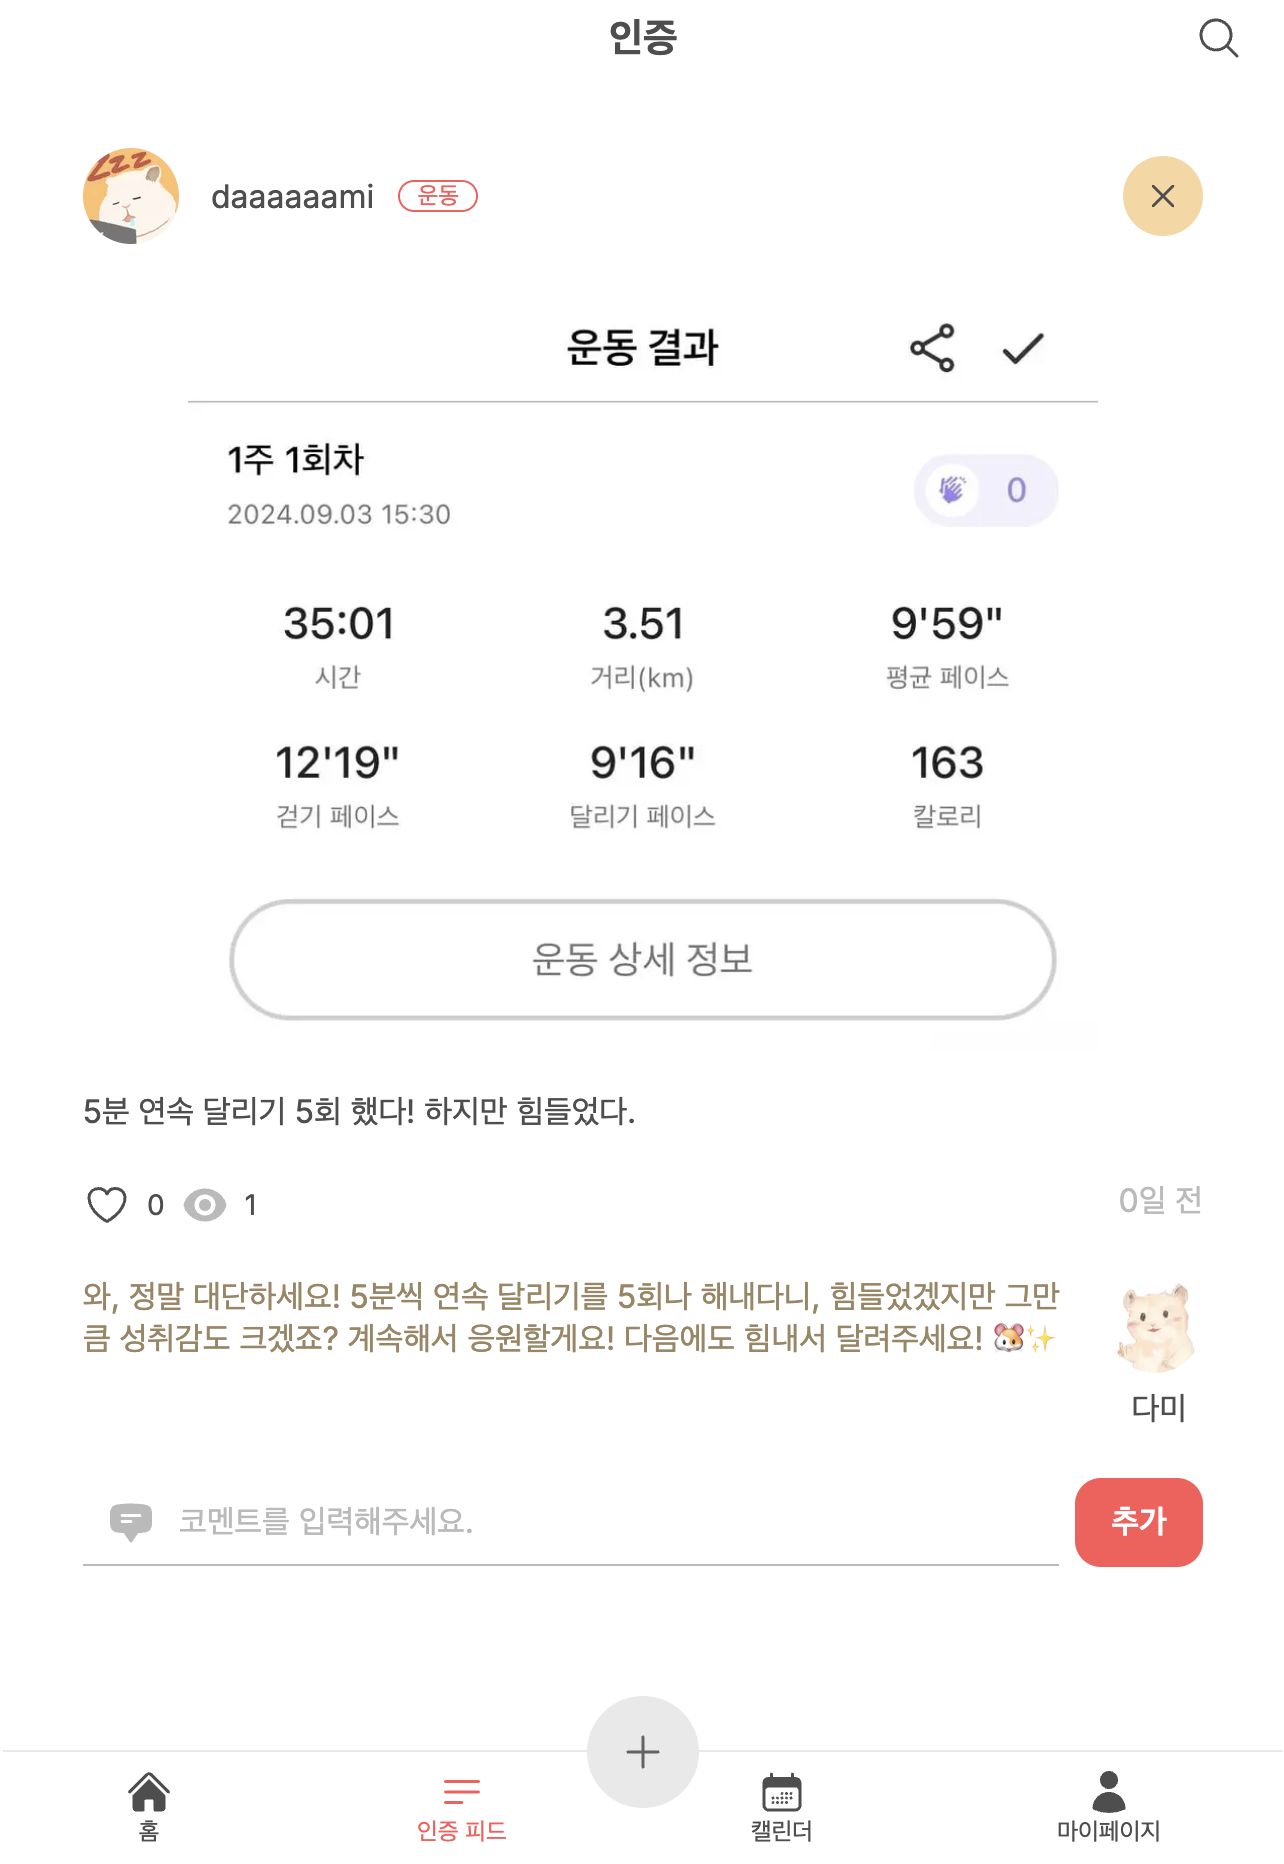 인증
daaaaaami 운동
운동 결과
1주 1회차
2024.09.03 15:30
0
35:01 3.51 9'59"
시간 거리(km) 평균 페이스
12'19" 9'16" 163
걷기 페이스 달리기 페이스 칼로리
운동 상세 정보
5분 연속 달리기 5회 했다! 하지만 힘들었다.
0 1 0일 전
와, 정말 대단하세요! 5분씩 연속 달리기를 5회나 해내다니, 힘들었겠지만 그만
큼 성취감도 크겠죠? 계속해서 응원할게요! 다음에도 힘내서 달려주세요! 🐹✨
다미
코멘트를 입력해주세요. 추가
홈 인증 피드 캘린더 마이페이지